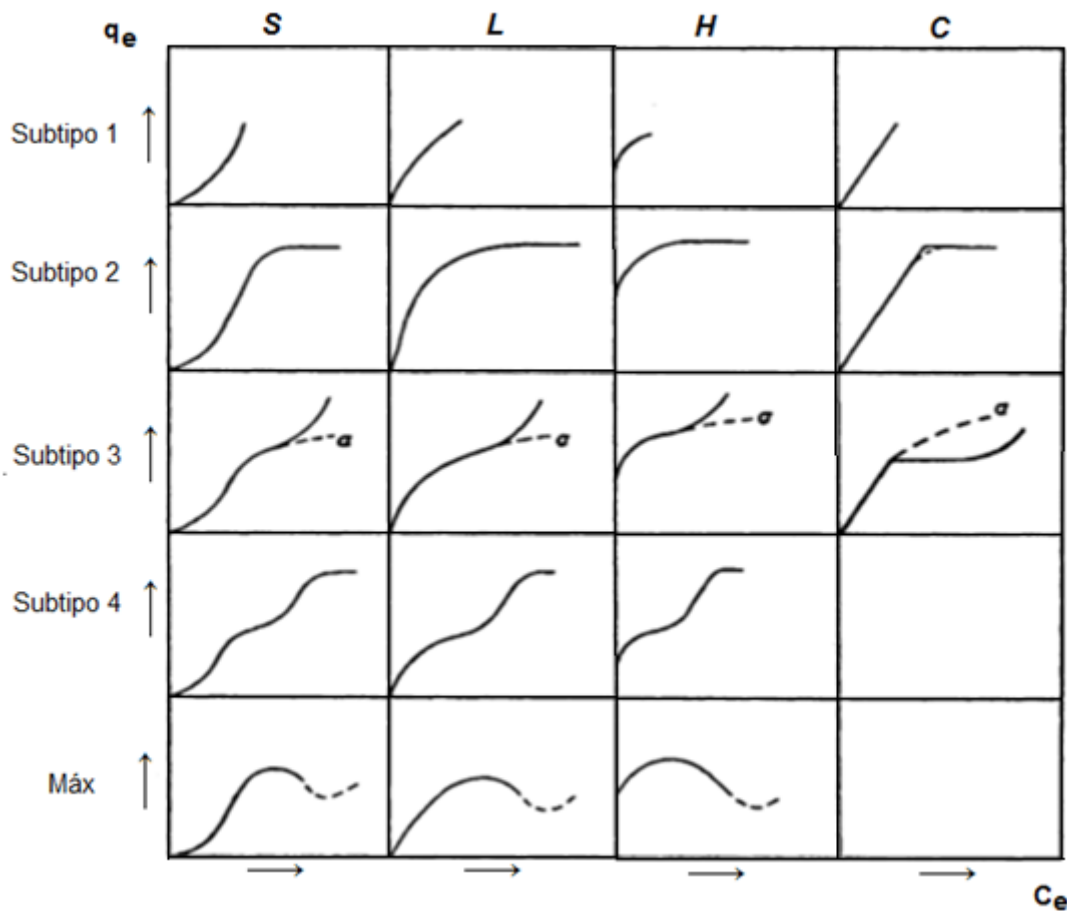 qe S L H C
Subtipo 1
Subtipo 2
Subtipo 3 a a a a
Subtipo 4
Máx
Ce